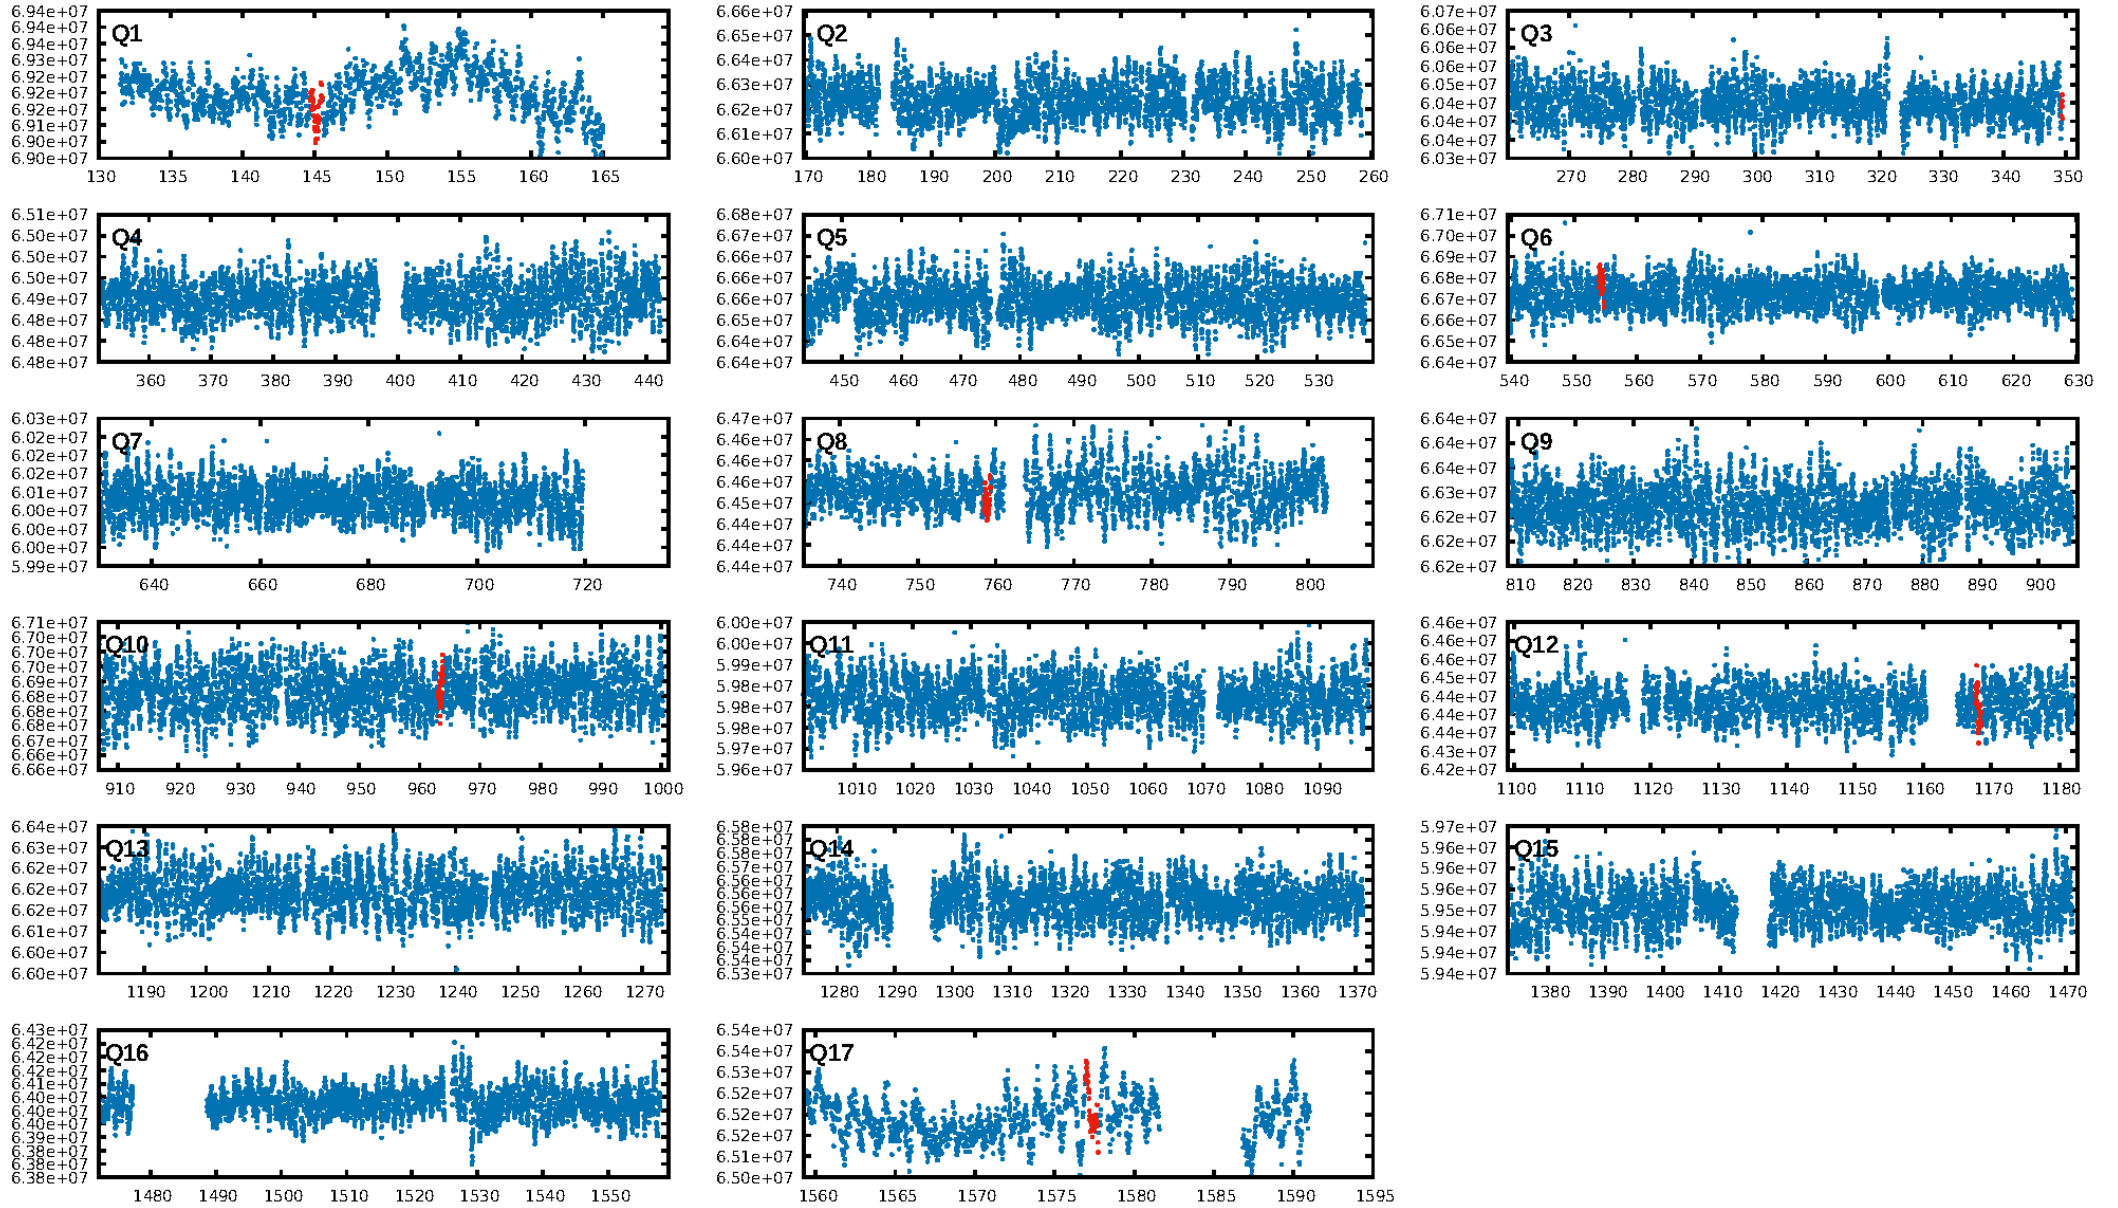 6.94e+07
6.94e+07
6.94e+07
6.93e+07
6.92e+07
6.92e+07
6.92e+07
6.91e+07
6.90e+07
6.90e+07
Q1
130 135 140 145 150 155 160 165
6.66e+07
6.65e+07
6.64e+07
6.63e+07
6.62e+07
6.61e+07
6.60e+07
Q2
170 180 190 200 210 220 230 240 250 260
6.07e+07
6.06e+07
6.06e+07
6.06e+07
6.05e+07
6.04e+07
6.04e+07
6.04e+07
6.03e+07
Q3
270 280 290 300 310 320 330 340 350
6.51e+07
6.50e+07
6.50e+07
6.50e+07
6.49e+07
6.48e+07
6.48e+07
6.48e+07
Q4
360 370 380 390 400 410 420 430 440
6.68e+07
6.67e+07
6.66e+07
6.66e+07
6.66e+07
6.65e+07
6.64e+07
6.64e+07
Q5
450 460 470 480 490 500 510 520 530
6.71e+07
6.70e+07
6.69e+07
6.68e+07
6.67e+07
6.66e+07
6.65e+07
6.64e+07
Q6
540 550 560 570 580 590 600 610 620 630
6.03e+07
6.02e+07
6.02e+07
6.02e+07
6.01e+07
6.00e+07
6.00e+07
6.00e+07
5.99e+07
Q7
640 660 680 700 720
6.47e+07
6.46e+07
6.46e+07
6.46e+07
6.45e+07
6.44e+07
6.44e+07
6.44e+07
Q8
740 750 760 770 780 790 800
6.64e+07
6.64e+07
6.64e+07
6.63e+07
6.62e+07
6.62e+07
6.62e+07
Q9
810 820 830 840 850 860 870 880 890 900
6.71e+07
6.70e+07
6.70e+07
6.70e+07
6.69e+07
6.68e+07
6.68e+07
6.68e+07
6.67e+07
6.66e+07
6.66e+07
Q10
910 920 930 940 950 960 970 980 990 1000
6.00e+07
6.00e+07
5.99e+07
5.98e+07
5.98e+07
5.98e+07
5.97e+07
5.96e+07
Q11
1010 1020 1030 1040 1050 1060 1070 1080 1090
6.46e+07
6.46e+07
6.46e+07
6.45e+07
6.44e+07
6.44e+07
6.44e+07
6.43e+07
6.42e+07
Q12
1100 1110 1120 1130 1140 1150 1160 1170 1180
6.64e+07
6.63e+07
6.62e+07
6.62e+07
6.62e+07
6.61e+07
6.60e+07
6.60e+07
Q13
1190 1200 1210 1220 1230 1240 1250 1260 1270
6.58e+07
6.58e+07
6.58e+07
6.57e+07
6.56e+07
6.56e+07
6.56e+07
6.55e+07
6.54e+07
6.54e+07
6.54e+07
6.53e+07
Q14
1280 1290 1300 1310 1320 1330 1340 1350 1360 1370
5.97e+07
5.96e+07
5.96e+07
5.96e+07
5.95e+07
5.94e+07
5.94e+07
5.94e+07
Q15
1380 1390 1400 1410 1420 1430 1440 1450 1460 1470
6.43e+07
6.42e+07
6.42e+07
6.42e+07
6.41e+07
6.40e+07
6.40e+07
6.40e+07
6.39e+07
6.38e+07
6.38e+07
6.38e+07
Q16
1480 1490 1500 1510 1520 1530 1540 1550
6.54e+07
6.54e+07
6.53e+07
6.52e+07
6.52e+07
6.52e+07
6.51e+07
6.50e+07
Q17
1560 1565 1570 1575 1580 1585 1590 1595